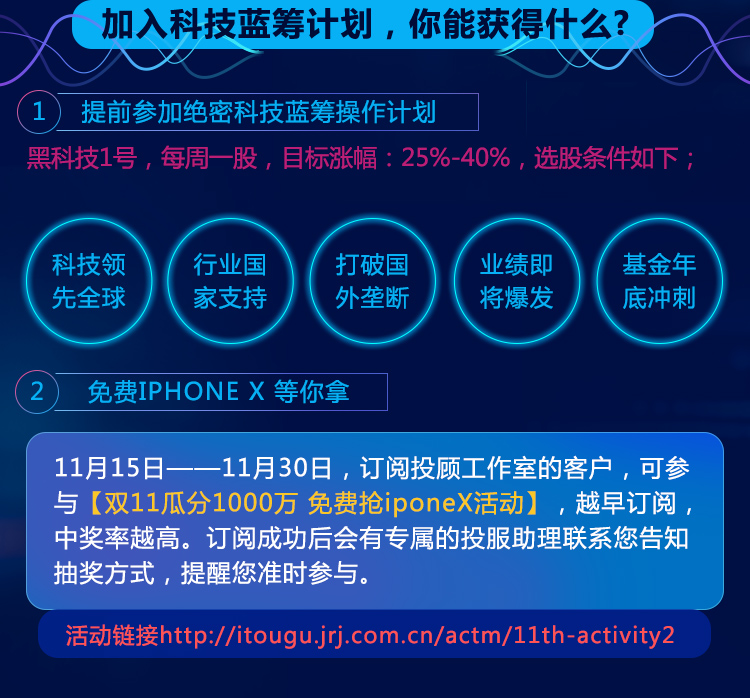 加入科技蓝筹计划，你能获得什么?
1 提前参加绝密科技蓝筹操作计划
黑科技1号，每周一股，目标涨幅：25%-40%，选股条件如下；
科技领
先全球
行业国
家支持
打破国
外垄断
业绩即
将爆发
基金年
底冲刺
2 免费IPHONE X 等你拿
11月15日——11月30日，订阅投顾工作室的客户，可参
与【双11瓜分1000万 免费抢iponeX活动】，越早订阅，
中奖率越高。订阅成功后会有专属的投服助理联系您告知
抽奖方式，提醒您准时参与。
活动链接http://itougu.jrj.com.cn/actm/11th-activity2